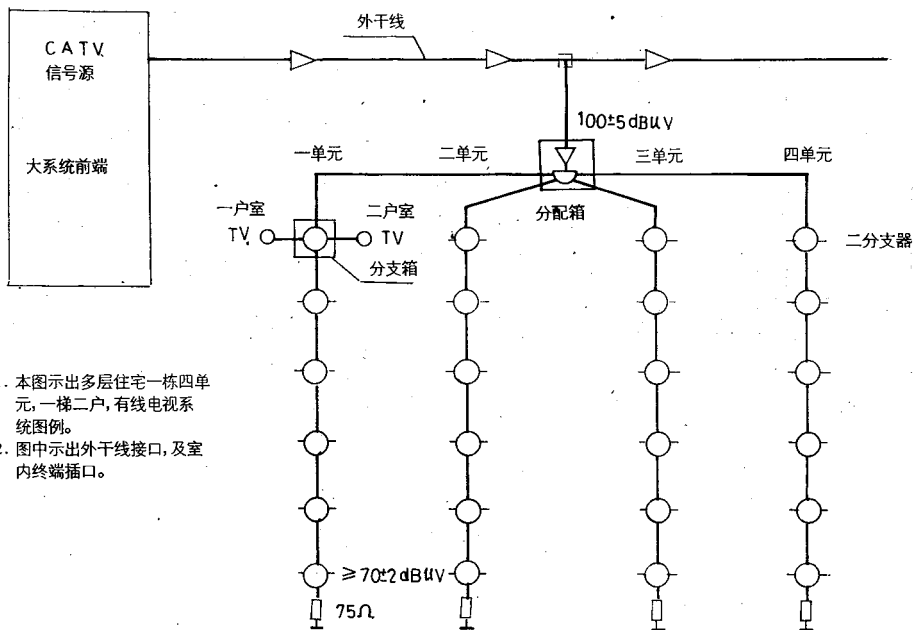 外干线
CATV
信号源
大系统前端
100±5dBUV
一单元
二单元
三单元
四单元
分配箱
一户室
TV
二户室
TV
分支箱
二分支器
. 本图示出多层住宅一栋四单
元,一梯二户,有线电视系
统图例。
2. 图中示出外干线接口,及室
内终端插口。
≥70±2dBUV
75Ω